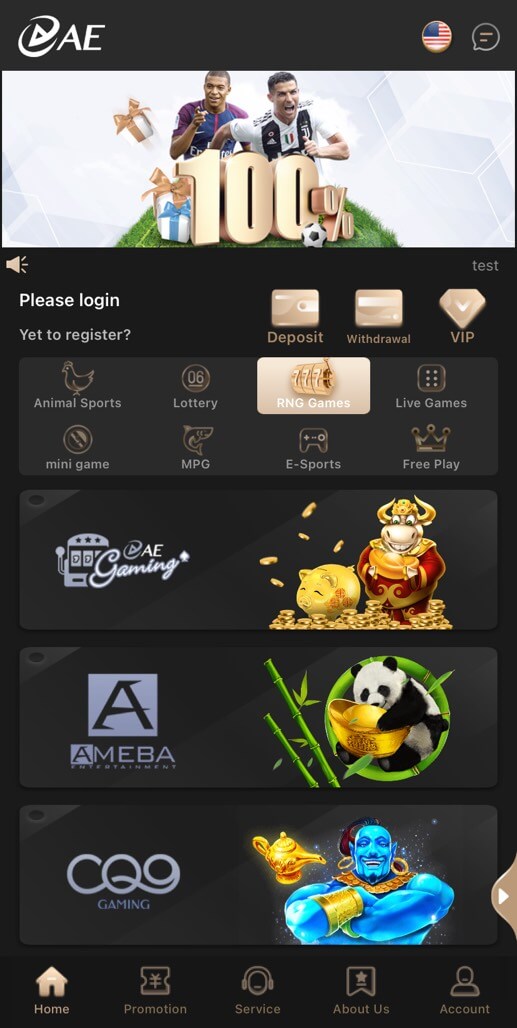 AE
100%
test
Please login
Yet to register?
Deposit
Withdrawal
VIP
Animal Sports
Lottery
06
RNG Games
777
Live Games
mini game
MPG
E-Sports
Free Play
AE
Gaming
A
AMEBA
ENTERTAINMENT
CQ9
GAMING
Home
Promotion
Service
About Us
Account